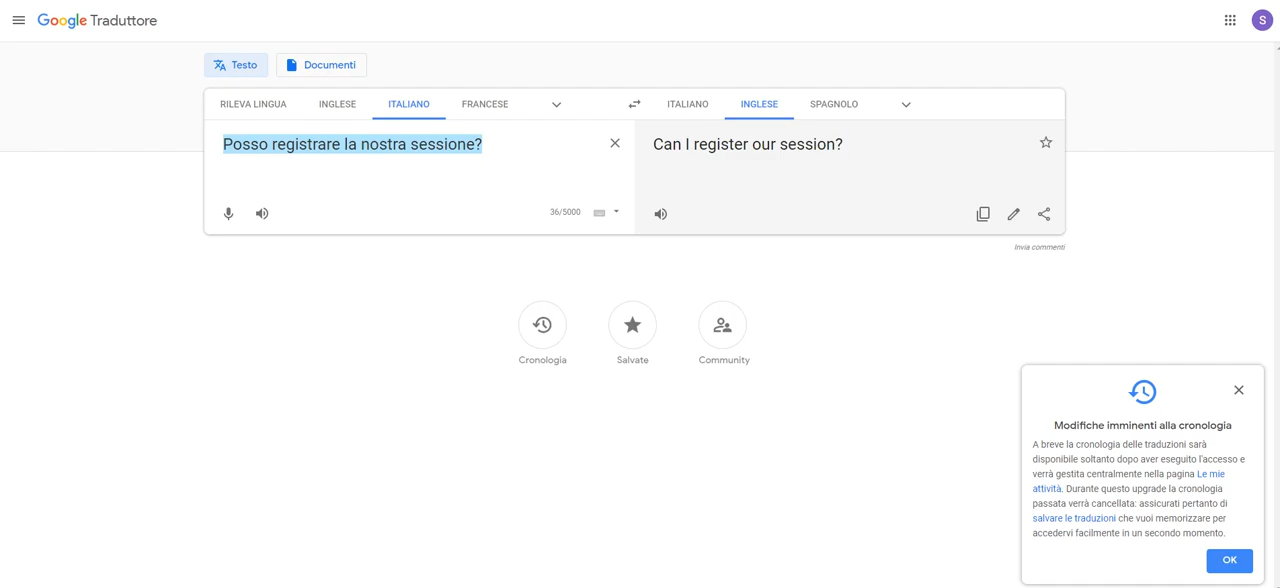 Google Traduttore
S
Testo
Documenti
RILEVA LINGUA INGLESE ITALIANO FRANCESE ITALIANO INGLESE SPAGNOLO
Posso registrare la nostra sessione?
Can I register our session?
36/5000
Invia commenti
Cronologia
Salvate
Community
Modifiche imminenti alla cronologia
A breve la cronologia delle traduzioni sarà
disponibile soltanto dopo aver eseguito l'accesso e
verrà gestita centralmente nella pagina Le mie
attività. Durante questo upgrade la cronologia
passata verrà cancellata: assicurati pertanto di
salvare le traduzioni che vuoi memorizzare per
accedervi facilmente in un secondo momento.
OK